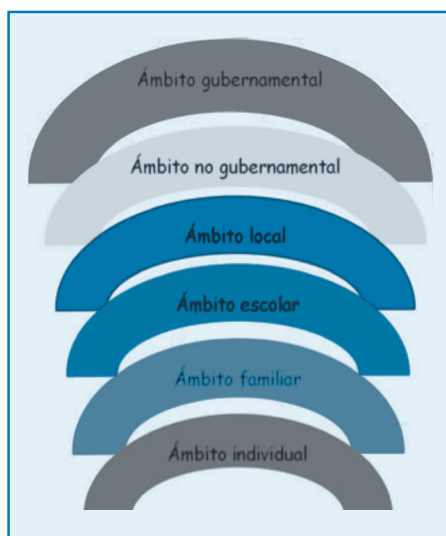 Ámbito gubernamental
Ámbito no gubernamental
Ámbito local
Ámbito escolar
Ámbito familiar
Ámbito individual